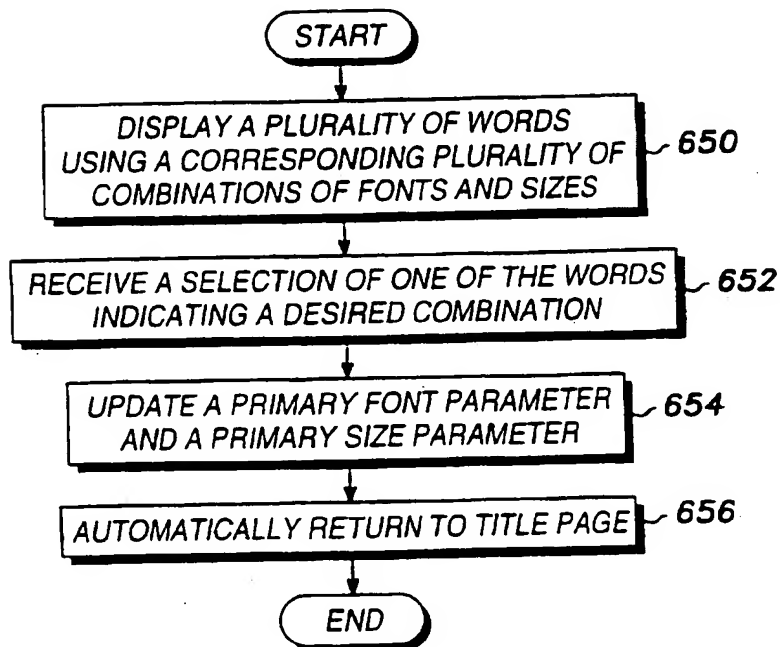 START
DISPLAY A PLURALITY OF WORDS
USING A CORRESPONDING PLURALITY OF
COMBINATIONS OF FONTS AND SIZES
650
RECEIVE A SELECTION OF ONE OF THE WORDS
INDICATING A DESIRED COMBINATION
652
UPDATE A PRIMARY FONT PARAMETER
AND A PRIMARY SIZE PARAMETER
654
AUTOMATICALLY RETURN TO TITLE PAGE
656
END